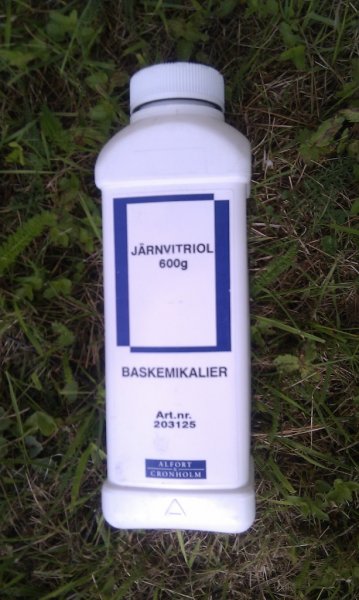 JÄRNVITRIOL
600g
BASKEMIKALIER
Art.nr.
203125
ALFORT
&
CRONHOLM